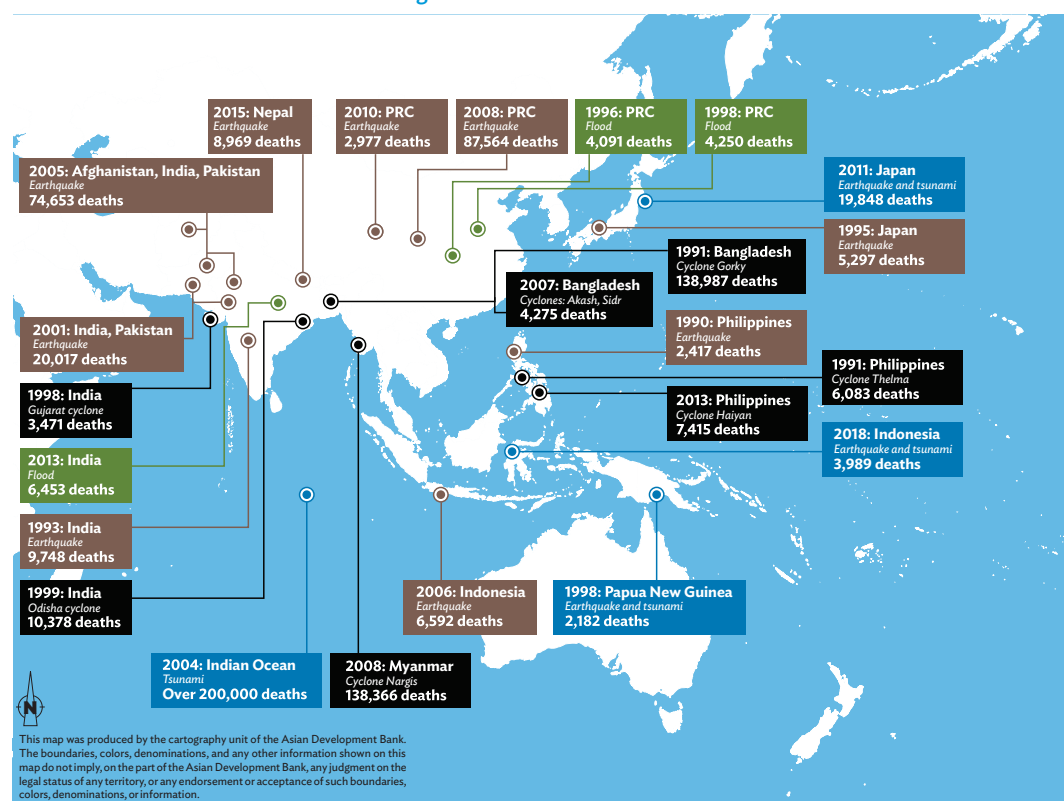 2015: Nepal
Earthquake
8,969 deaths
2010: PRC
Earthquake
2,977 deaths
2008: PRC
Earthquake
87,564 deaths
1996: PRC
Flood
4,091 deaths
1998: PRC
Flood
4,250 deaths
2005: Afghanistan, India, Pakistan
Earthquake
74,653 deaths
2011: Japan
Earthquake and tsunami
19,848 deaths
1995: Japan
Earthquake
5,297 deaths
1991: Bangladesh
Cyclone Gorky
138,987 deaths
2007: Bangladesh
Cyclones: Akash, Sidr
4,275 deaths
2001: India, Pakistan
Earthquake
20,017 deaths
1990: Philippines
Earthquake
2,417 deaths
1991: Philippines
Cyclone Thelma
6,083 deaths
1998: India
Gujarat cyclone
3,471 deaths
2013: Philippines
Cyclone Haiyan
7,415 deaths
2018: Indonesia
Earthquake and tsunami
3,989 deaths
2013: India
Flood
6,453 deaths
1993: India
Earthquake
9,748 deaths
1999: India
Odisha cyclone
10,378 deaths
2006: Indonesia
Earthquake
6,592 deaths
1998: Papua New Guinea
Earthquake and tsunami
2,182 deaths
2004: Indian Ocean
Tsunami
Over 200,000 deaths
2008: Myanmar
Cyclone Nargis
138,366 deaths
N
This map was produced by the cartography unit of the Asian Development Bank.
The boundaries, colors, denominations, and any other information shown on this
map do not imply, on the part of the Asian Development Bank, any judgment on the
legal status of any territory, or any endorsement or acceptance of such boundaries,
colors, denominations, or information.